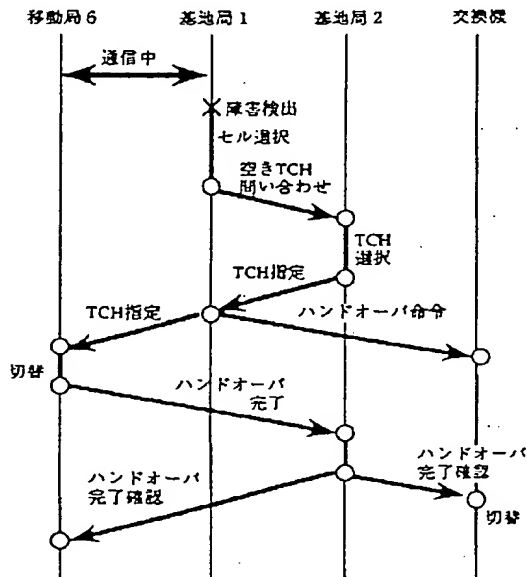 移動局6 基地局1 基地局2 交換機
通信中
障害検出
セル選択
空きTCH
問い合わせ
TCH
選択
TCH指定
TCH指定
ハンドオーバ命令
切替
ハンドオーバ
完了
ハンドオーバ
完了確認
ハンドオーバ
完了確認
切替